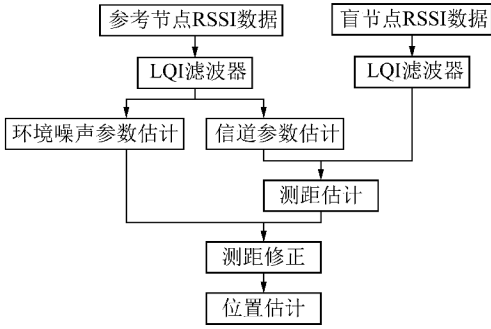 参考节点RSSI数据
盲节点RSSI数据
LQI滤波器
LQI滤波器
环境噪声参数估计
信道参数估计
测距估计
测距修正
位置估计